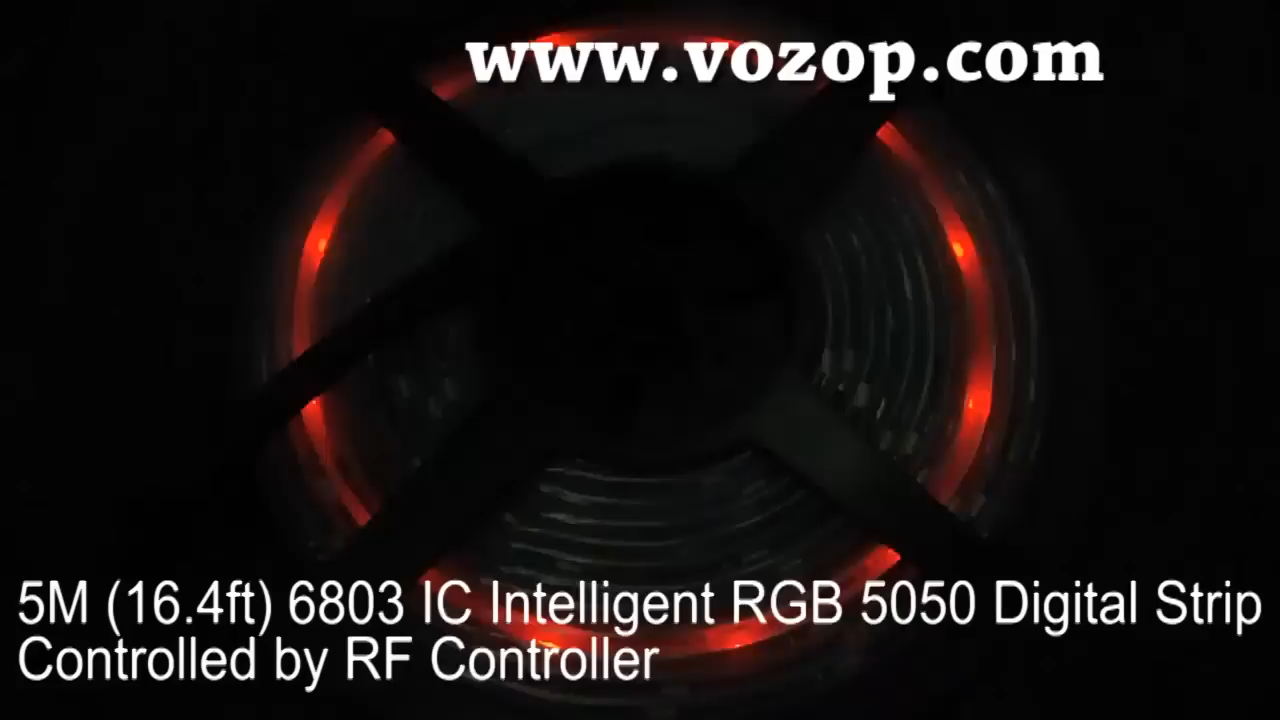 www.vozop.com
5M (16.4ft) 6803 IC Intelligent RGB 5050 Digital Strip
Controlled by RF Controller